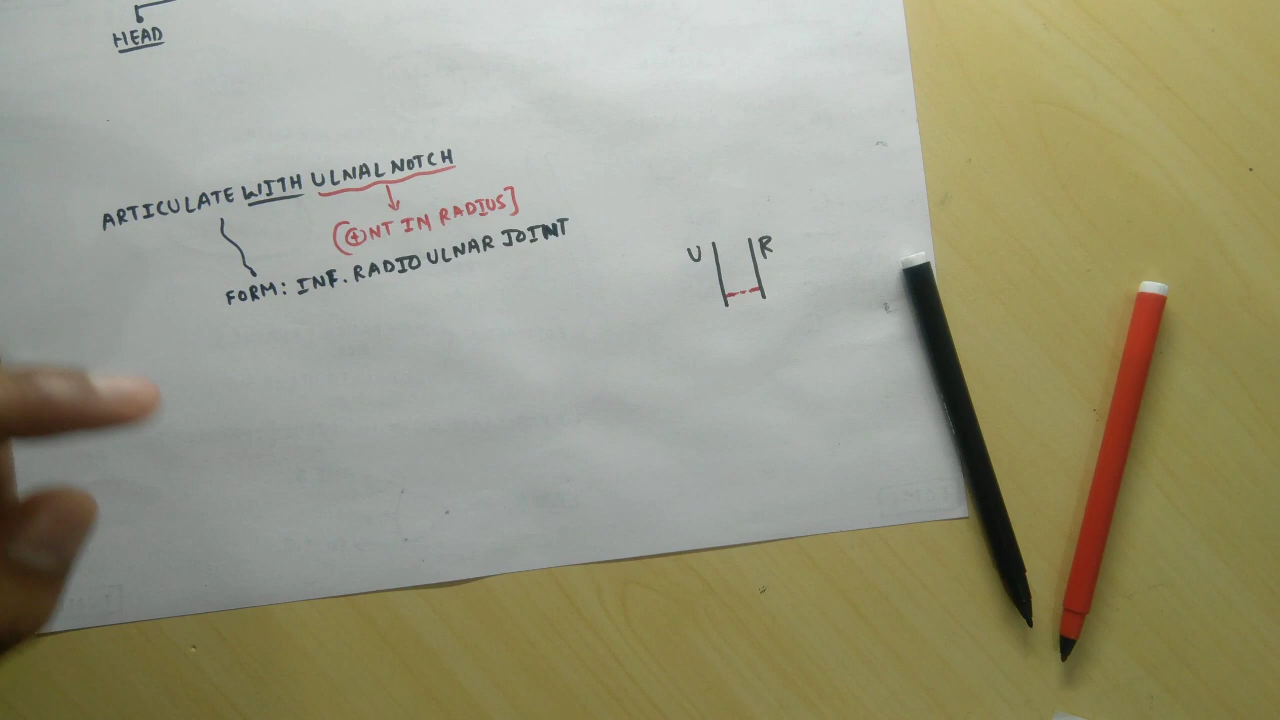 HEAD
ARTICULATE WITH ULNAL NOTCH
(⊕NT IN RADIUS]
FORM: INF. RADIO ULNAR JOINT
U R